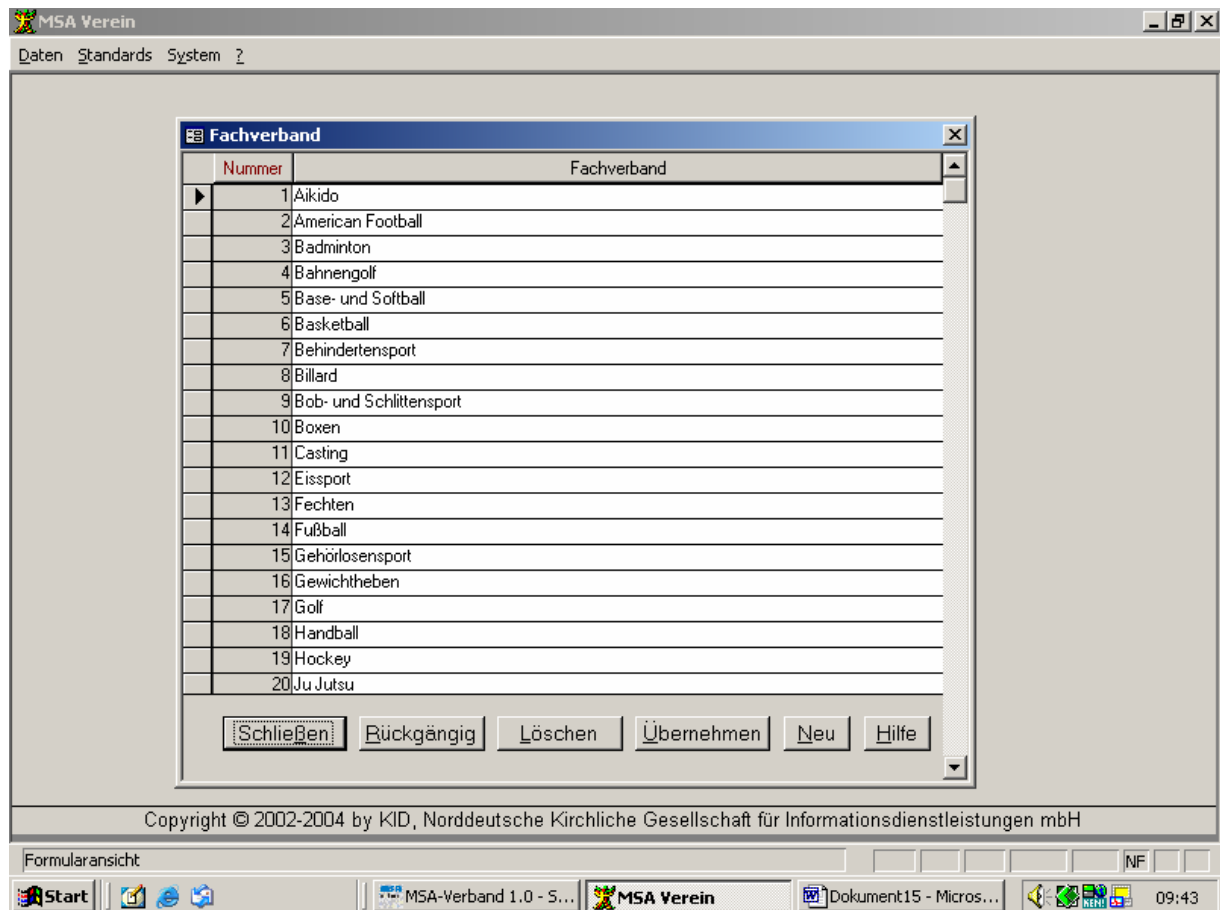 MSA Verein
Daten Standards System ?
Fachverband
Nummer Fachverband
1 Aikido
2 American Football
3 Badminton
4 Bahnengolf
5 Base- und Softball
6 Basketball
7 Behindertensport
8 Billard
9 Bob- und Schlittensport
10 Boxen
11 Casting
12 Eissport
13 Fechten
14 Fußball
15 Gehörlosensport
16 Gewichtheben
17 Golf
18 Handball
19 Hockey
20 Ju Jutsu
Schließen Rückgängig Löschen Übernehmen Neu Hilfe
Copyright © 2002-2004 by KID, Norddeutsche Kirchliche Gesellschaft für Informationsdienstleistungen mbH
Formularansicht NF
Start MSA-Verband 1.0 - S... MSA Verein Dokument15 - Micros... 09:43